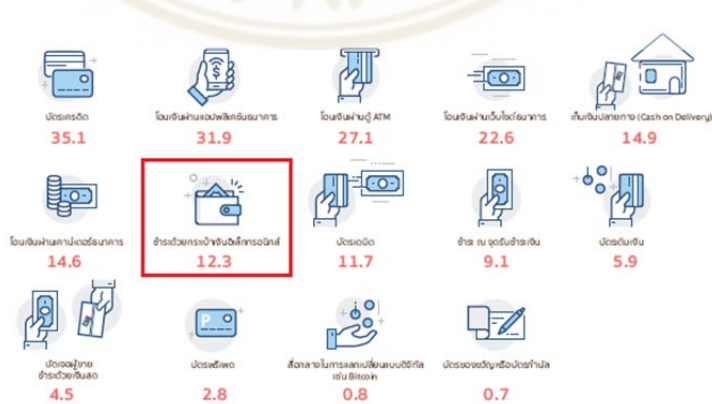 บัตรเครดิต
35.1
โอนเงินผ่านแอปพลิเคชันธนาคาร
31.9
โอนเงินผ่านตู้ ATM
27.1
โอนเงินผ่านเว็บไซต์ธนาคาร
22.6
เก็บเงินปลายทาง (Cash on Delivery)
14.9
โอนเงินผ่านเคาน์เตอร์ธนาคาร
14.6
ชำระด้วยกระเป๋าเงินอิเล็กทรอนิกส์
12.3
บัตรเดบิต
11.7
ชำระ ณ จุดรับชำระเงิน
9.1
บัตรเติมเงิน
5.9
นัดเจอผู้ขาย
ชำระด้วยเงินสด
4.5
P
บัตรพรีเพด
2.8
สื่อกลางในการแลกเปลี่ยนแบบดิจิทัล
เช่น Bitcoin
0.8
บัตรของขวัญ หรือบัตรกำนัล
0.7